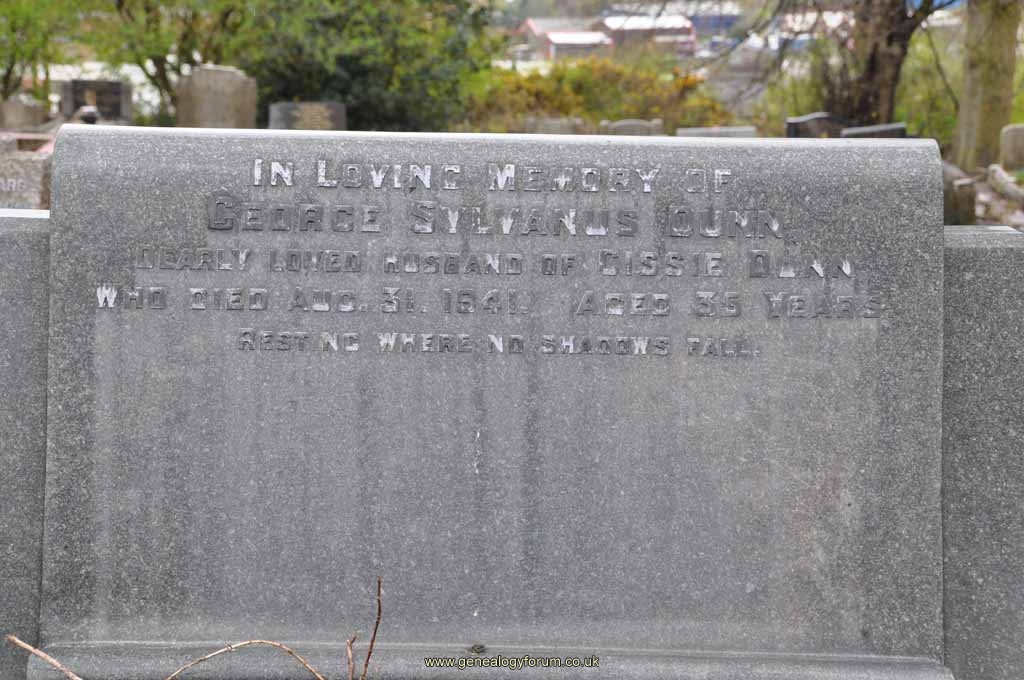 In Loving Memory of
George Sylvanus Dunn,
dearly loved husband of Cissie Dunn,
who died Aug. 31. 1941. Aged 35 years.
Resting where no shadows fall.
www.genealogyforum.co.uk